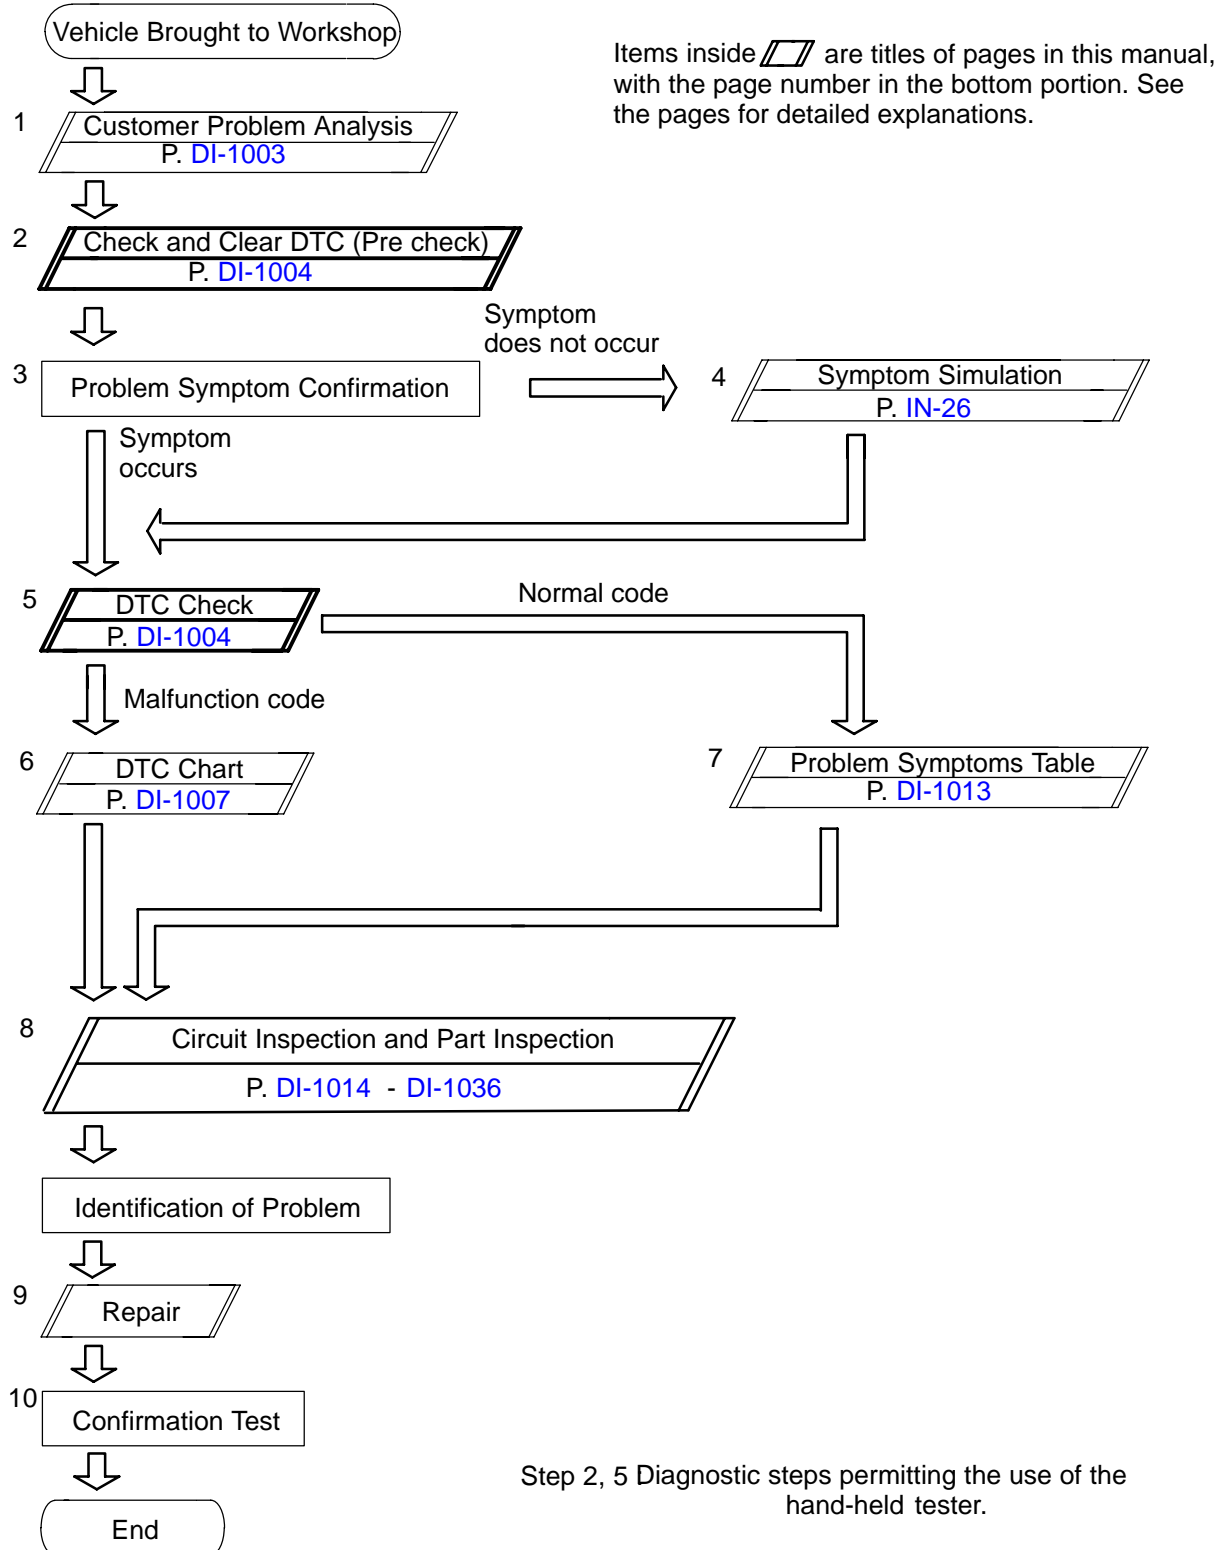 Vehicle Brought to Workshop
Items inside are titles of pages in this manual,
with the page number in the bottom portion. See
the pages for detailed explanations.
1
Customer Problem Analysis
P. DI-1003
2
Check and Clear DTC (Pre check)
P. DI-1004
Symptom
does not occur
3
Problem Symptom Confirmation
4
Symptom Simulation
P. IN-26
Symptom
occurs
5
DTC Check
P. DI-1004
Normal code
Malfunction code
6
DTC Chart
P. DI-1007
7
Problem Symptoms Table
P. DI-1013
8
Circuit Inspection and Part Inspection
P. DI-1014 - DI-1036
Identification of Problem
9
Repair
10
Confirmation Test
Step 2, 5 : Diagnostic steps permitting the use of the
hand-held tester.
End